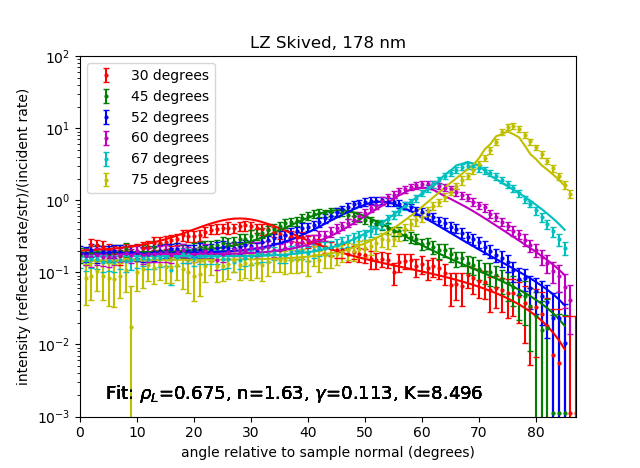 LZ Skived, 178 nm
intensity (reflected rate/str)/(incident rate)
10²
10¹
10⁰
10⁻¹
10⁻²
10⁻³
30 degrees
45 degrees
52 degrees
60 degrees
67 degrees
75 degrees
Fit: ρ_L=0.675, n=1.63, γ=0.113, K=8.496
0 10 20 30 40 50 60 70 80
angle relative to sample normal (degrees)